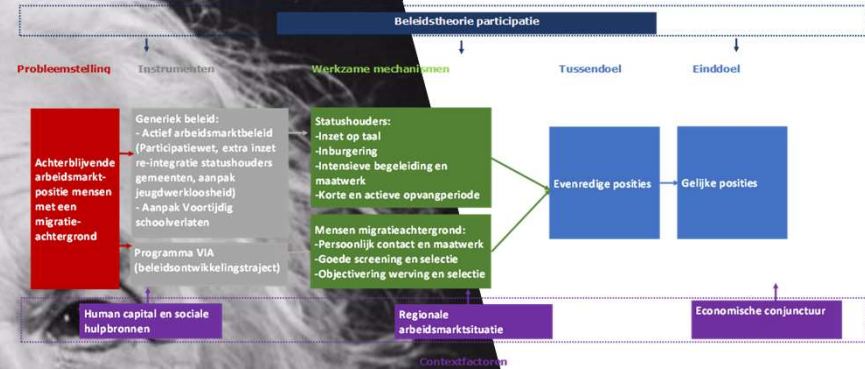 Beleidstheorie participatie
Probleemstelling
Instrumenten
Werkzame mechanismen
Tussendoel
Einddoel
Achterblijvende
arbeidsmarkt-
positie mensen
met een
migratie-
achtergrond
Generiek beleid:
- Actief arbeidsmarktbeleid
(Participatiewet, extra inzet
re-integratie statushouders
gemeenten, aanpak
jeugdwerkloosheid)
- Aanpak Voortijdig
schoolverlaten
Programma VIA
(beleidsontwikkelingstraject)
Statushouders:
-Inzet op taal
-Inburgering
-Intensieve begeleiding en
maatwerk
-Korte en actieve opvangperiode
Mensen migratieachtergrond:
-Persoonlijk contact en maatwerk
-Goede screening en selectie
-Objectivering werving en selectie
Evenredige posities
Gelijke posities
Human capital en sociale
hulpbronnen
Regionale
arbeidsmarktsituatie
Economische conjunctuur
Contextfactoren